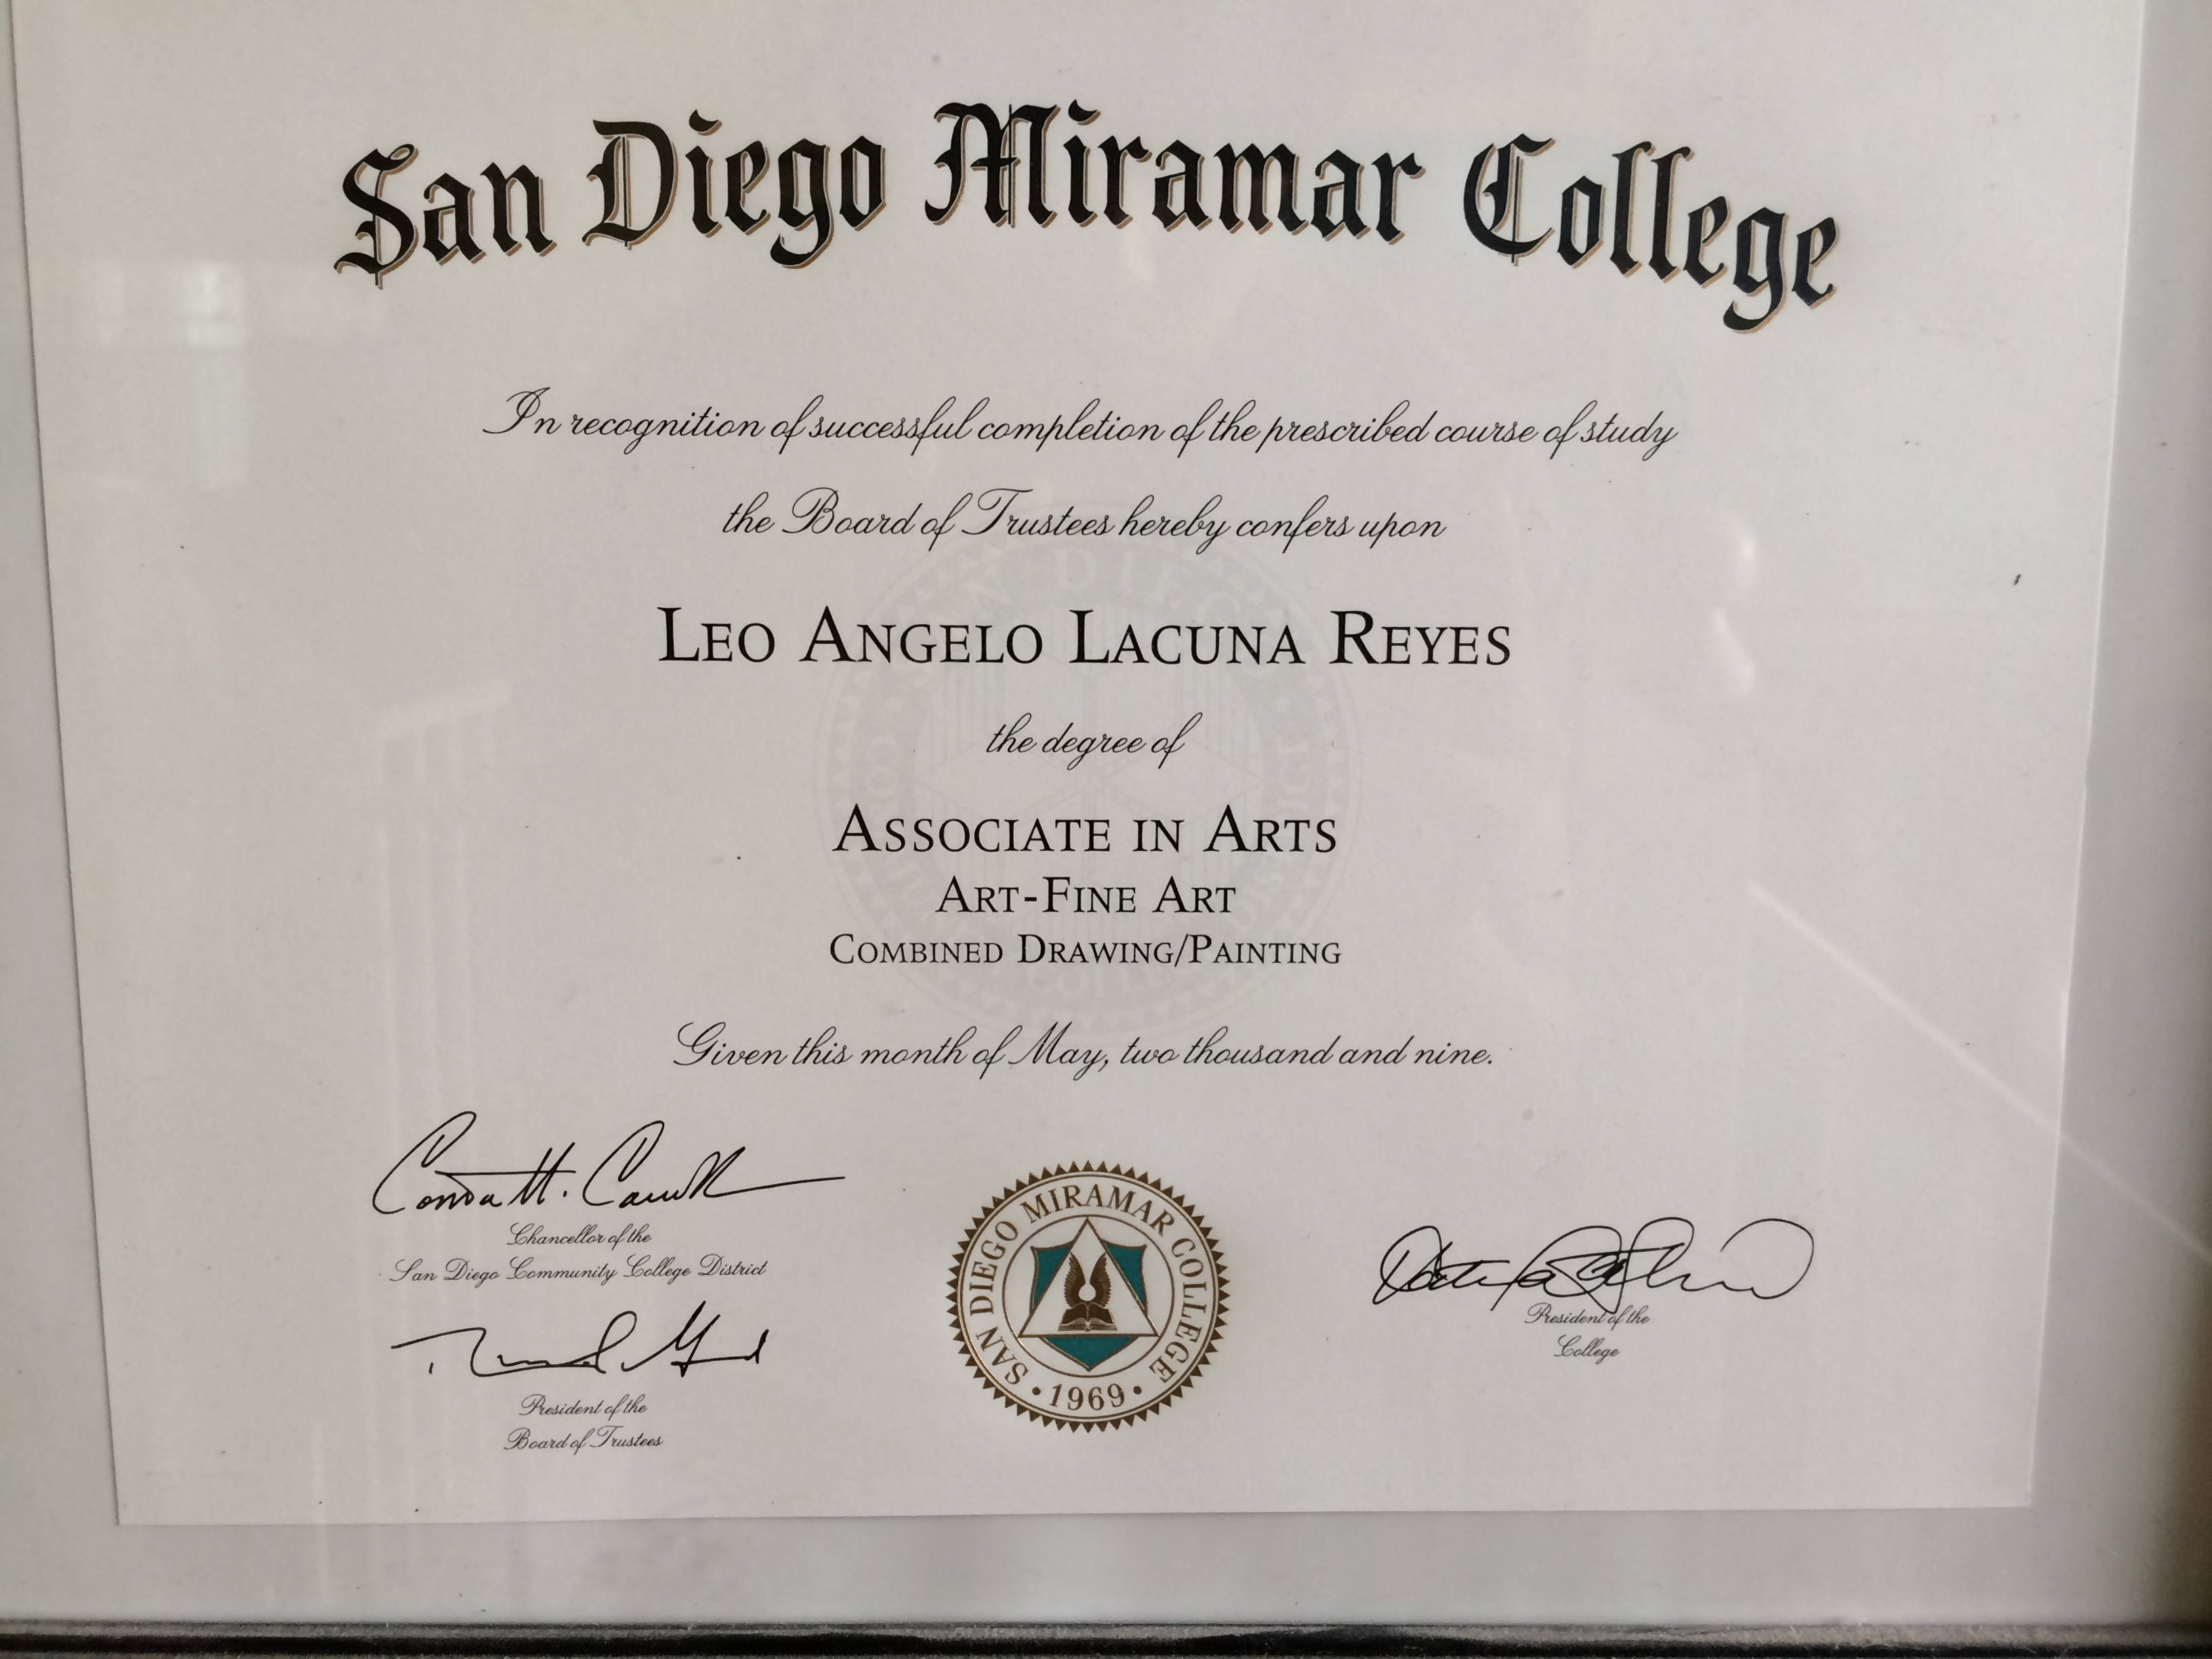 San Diego Miramar College
In recognition of successful completion of the prescribed course of study
the Board of Trustees hereby confers upon
LEO ANGELO LACUNA REYES
the degree of
ASSOCIATE IN ARTS
ART-FINE ART
COMBINED DRAWING/PAINTING
Given this month of May, two thousand and nine.
Chancellor of the
San Diego Community College District
President of the
Board of Trustees
SAN DIEGO MIRAMAR COLLEGE
• 1969 •
President of the
College